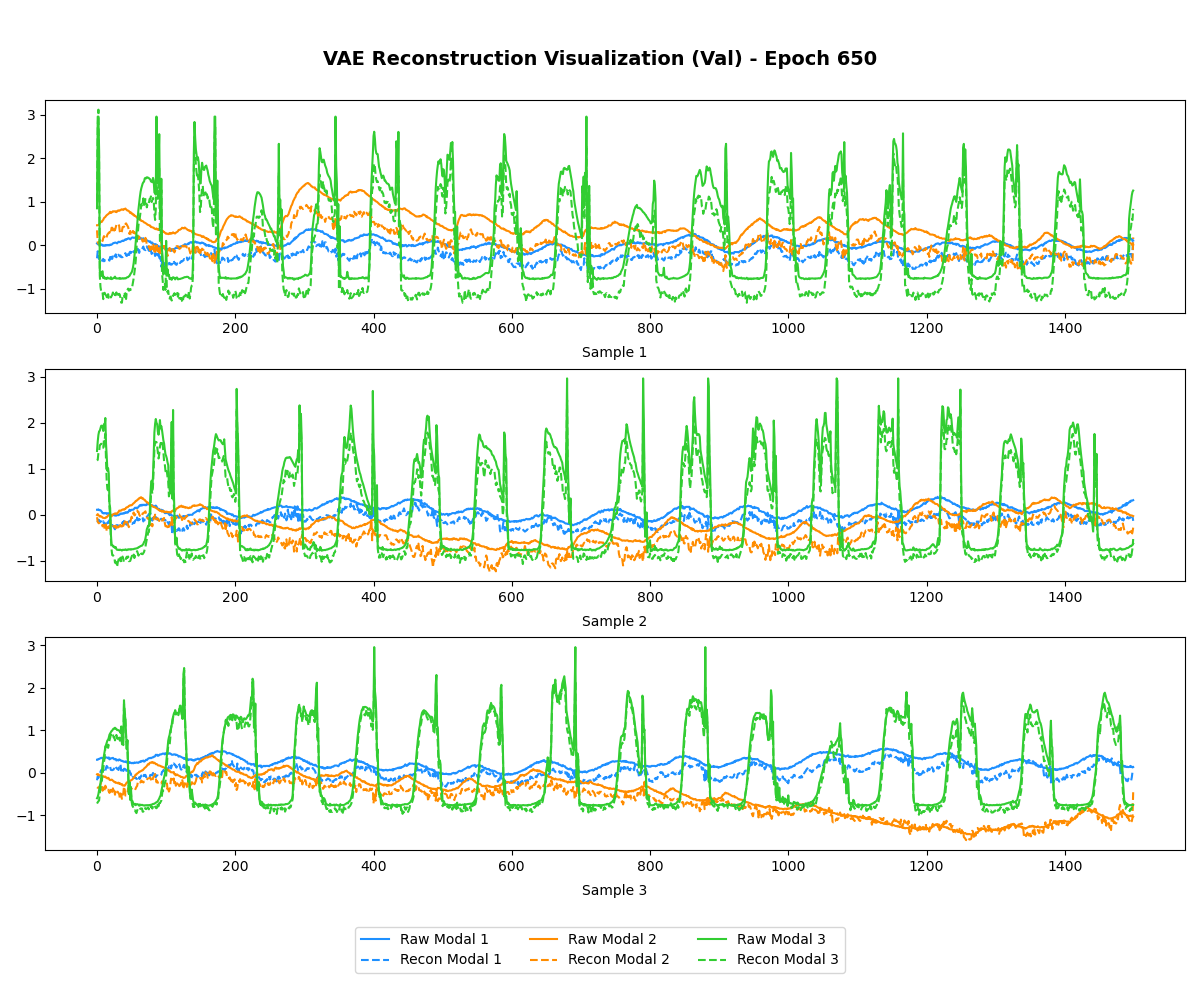 VAE Reconstruction Visualization (Val) - Epoch 650
3
2
1
0
−1
0 200 400 600 800 1000 1200 1400
Sample 1
3
2
1
0
−1
0 200 400 600 800 1000 1200 1400
Sample 2
3
2
1
0
−1
0 200 400 600 800 1000 1200 1400
Sample 3
Raw Modal 1 Raw Modal 2 Raw Modal 3
Recon Modal 1 Recon Modal 2 Recon Modal 3